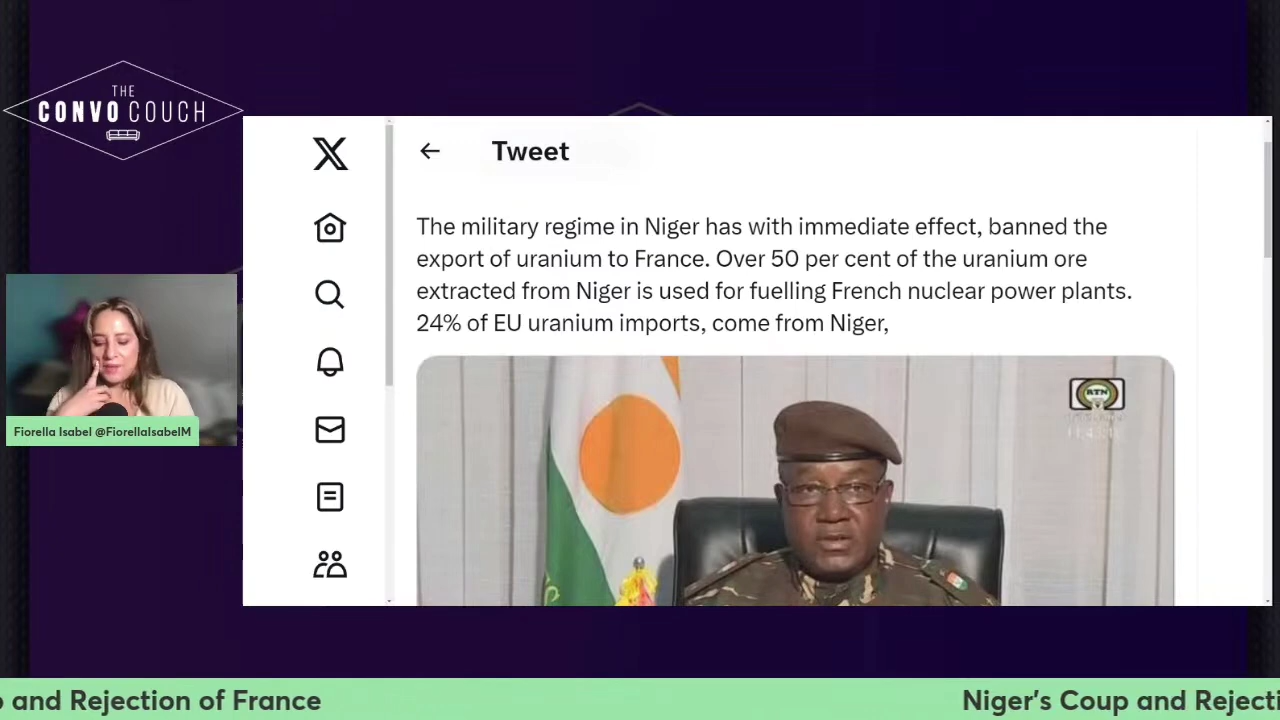 THE
CONVO COUCH
X
Tweet
The military regime in Niger has with immediate effect, banned the
export of uranium to France. Over 50 per cent of the uranium ore
extracted from Niger is used for fuelling French nuclear power plants.
24% of EU uranium imports, come from Niger,
RTN
Fiorella Isabel @FiorellaIsabelM
and Rejection of France
Niger's Coup and